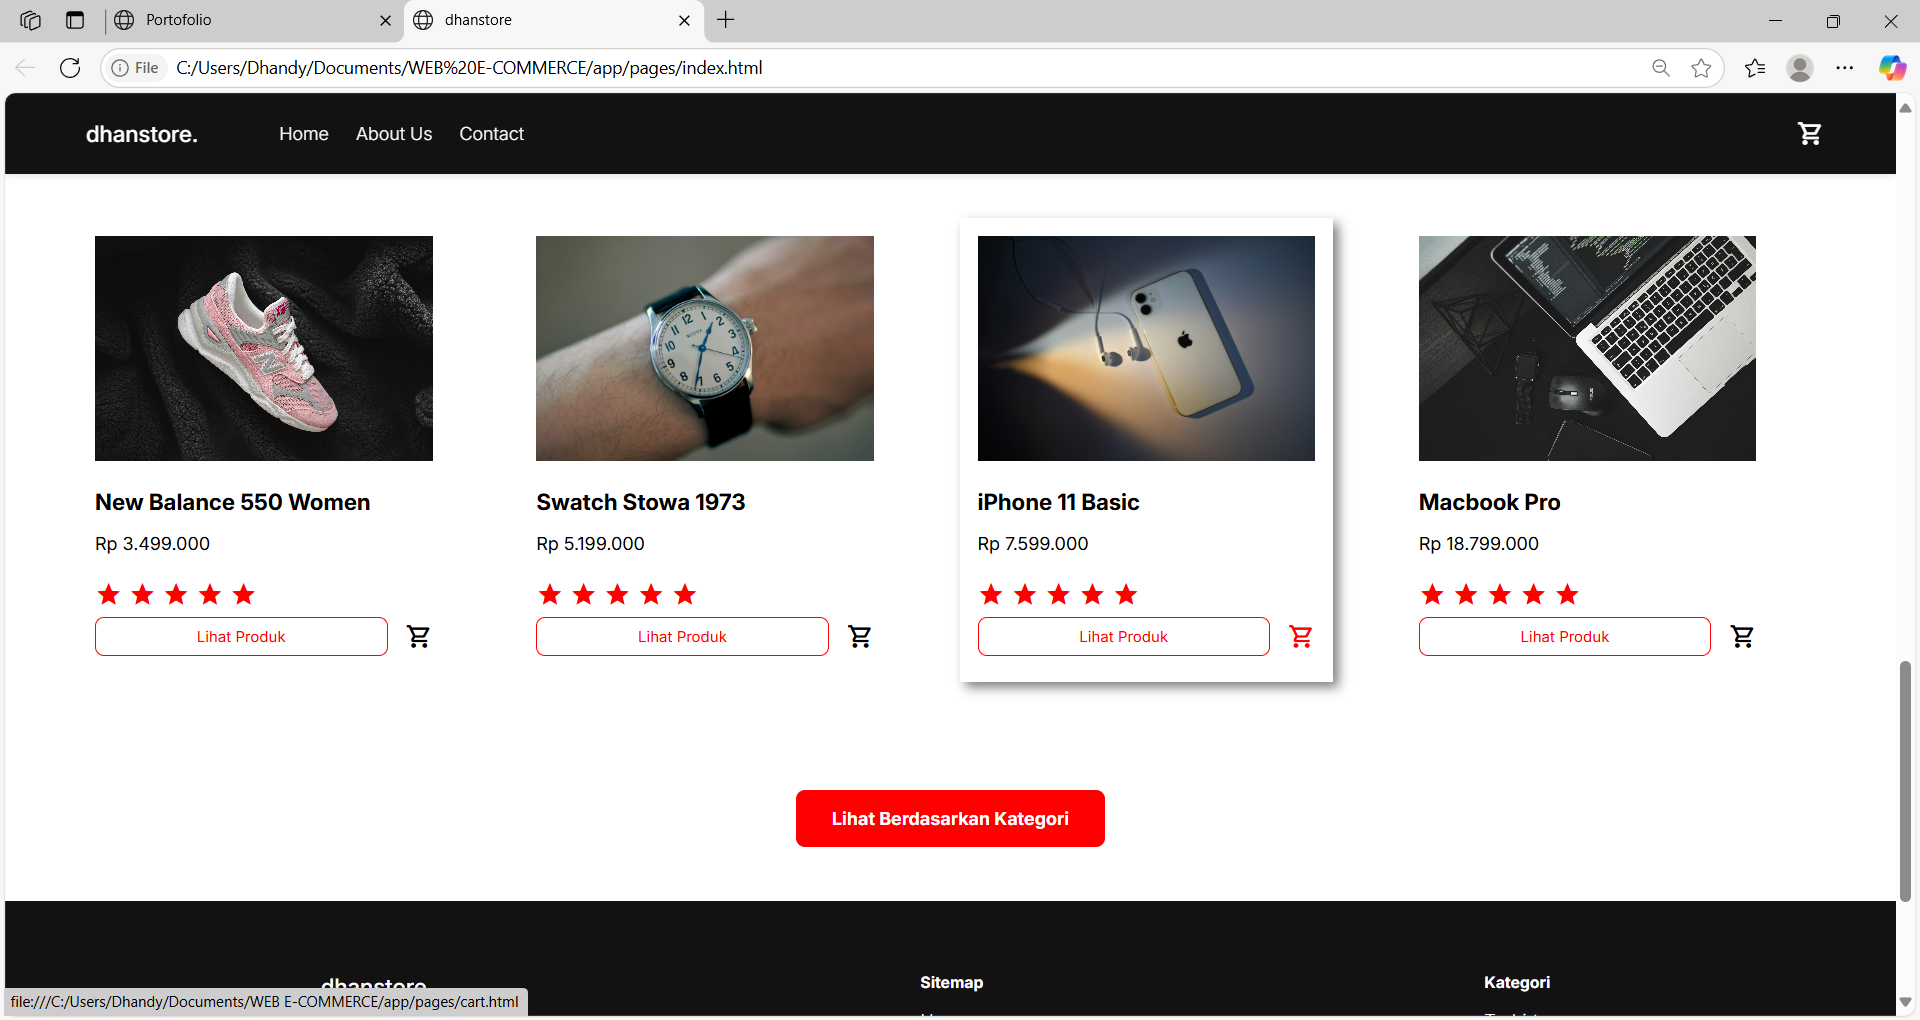 Portofolio
dhanstore
File
C:/Users/Dhandy/Documents/WEB%20E-COMMERCE/app/pages/index.html
dhanstore.
Home
About Us
Contact
New Balance 550 Women
Rp 3.499.000
Lihat Produk
Swatch Stowa 1973
Rp 5.199.000
Lihat Produk
iPhone 11 Basic
Rp 7.599.000
Lihat Produk
Macbook Pro
Rp 18.799.000
Lihat Produk
Lihat Berdasarkan Kategori
dhanstore
Sitemap
Kategori
file:///C:/Users/Dhandy/Documents/WEB E-COMMERCE/app/pages/cart.html